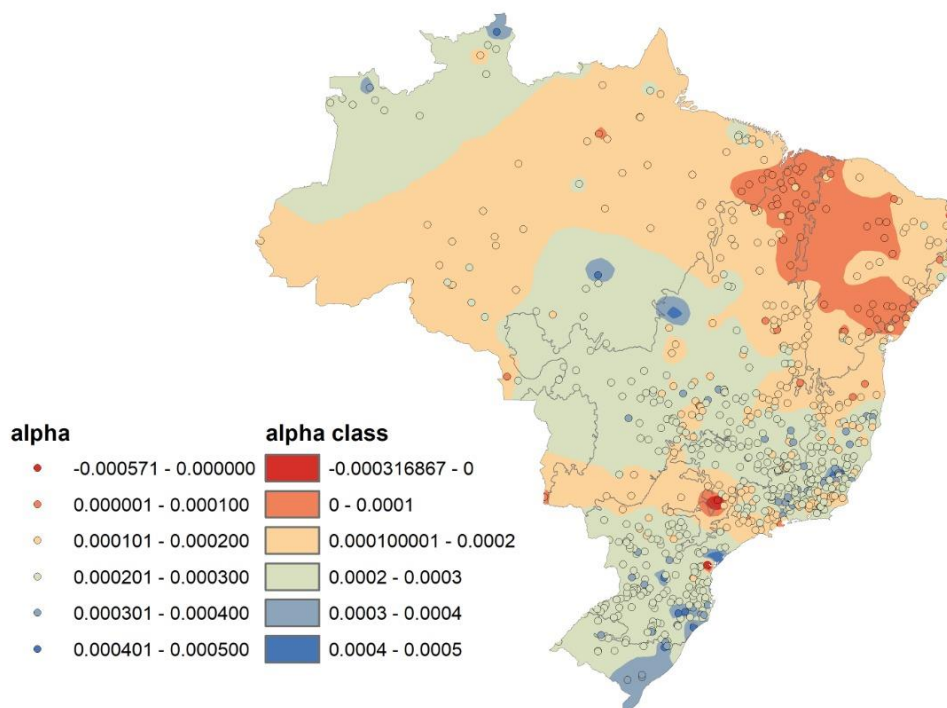 alpha
-0.000571 - 0.000000
0.000001 - 0.000100
0.000101 - 0.000200
0.000201 - 0.000300
0.000301 - 0.000400
0.000401 - 0.000500
alpha class
-0.000316867 - 0
0 - 0.0001
0.000100001 - 0.0002
0.0002 - 0.0003
0.0003 - 0.0004
0.0004 - 0.0005